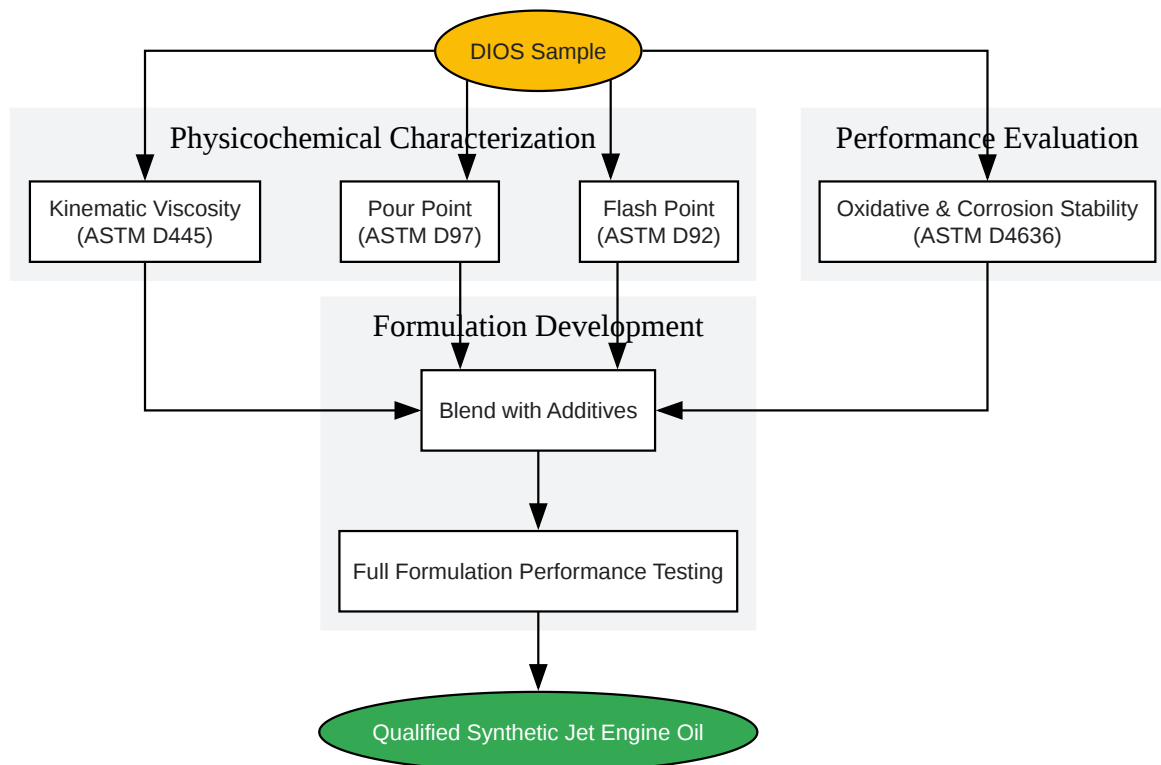 DIOS Sample
Physicochemical Characterization
Performance Evaluation
Kinematic Viscosity
(ASTM D445)
Pour Point
(ASTM D97)
Flash Point
(ASTM D92)
Oxidative & Corrosion Stability
(ASTM D4636)
Formulation Development
Blend with Additives
Full Formulation Performance Testing
Qualified Synthetic Jet Engine Oil